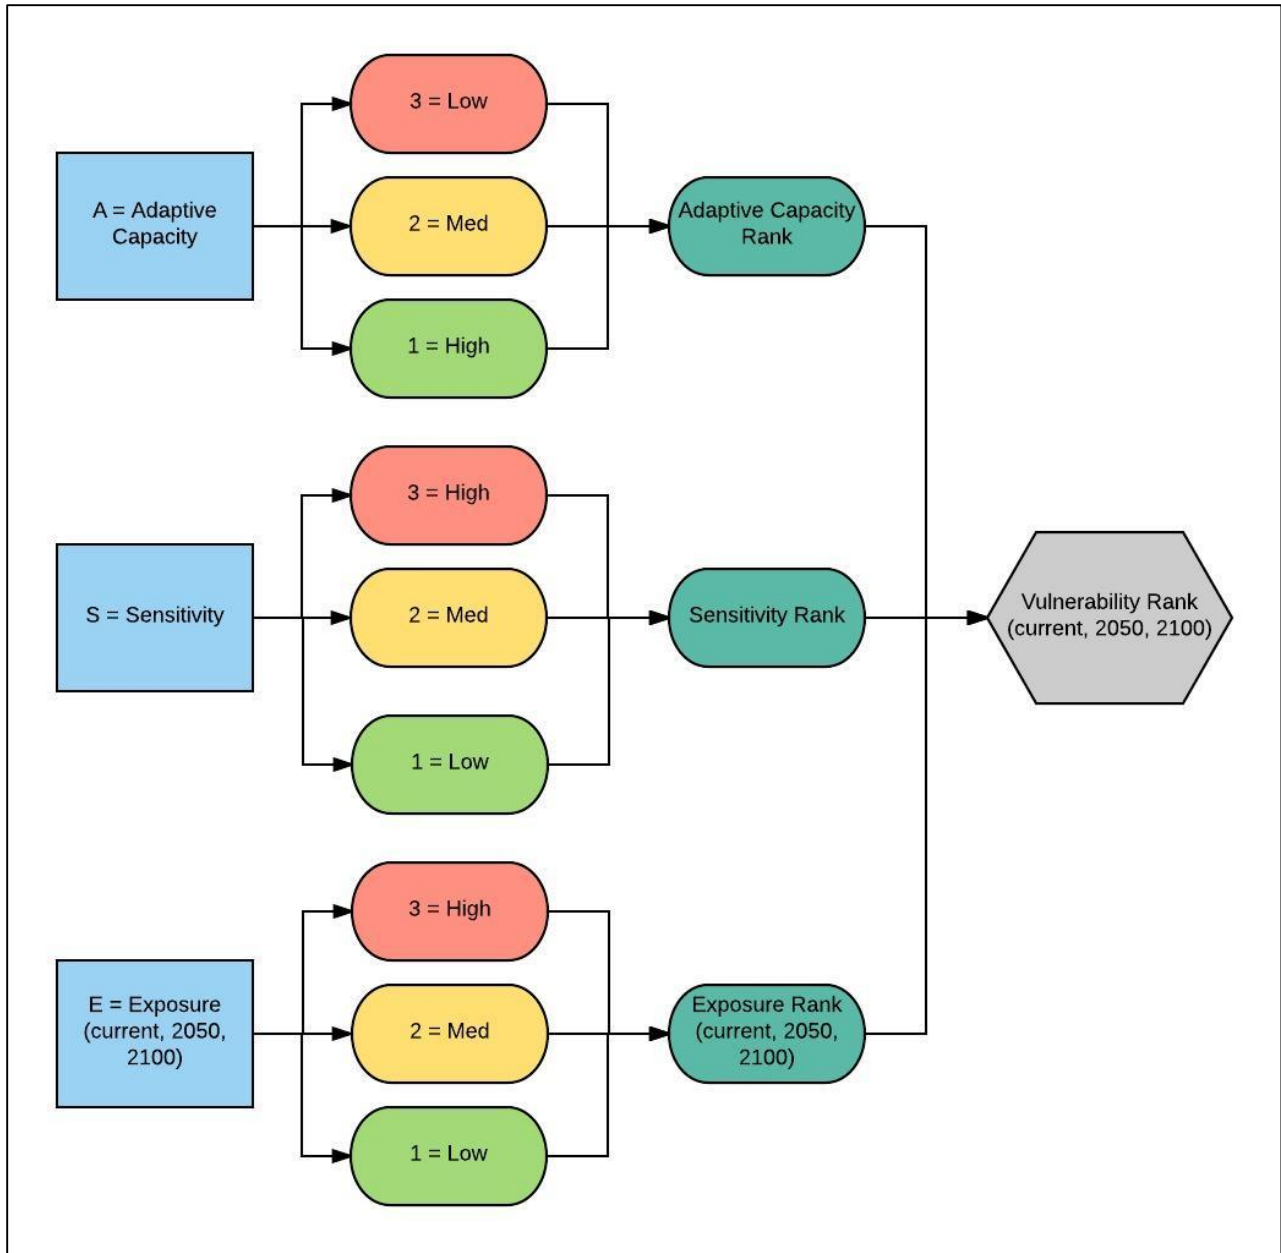 3 = Low
A = Adaptive
Capacity
2 = Med
Adaptive Capacity
Rank
1 = High
3 = High
S = Sensitivity
2 = Med
Sensitivity Rank
Vulnerability Rank
(current, 2050, 2100)
1 = Low
3 = High
E = Exposure
(current, 2050,
2100)
2 = Med
Exposure Rank
(current, 2050,
2100)
1 = Low